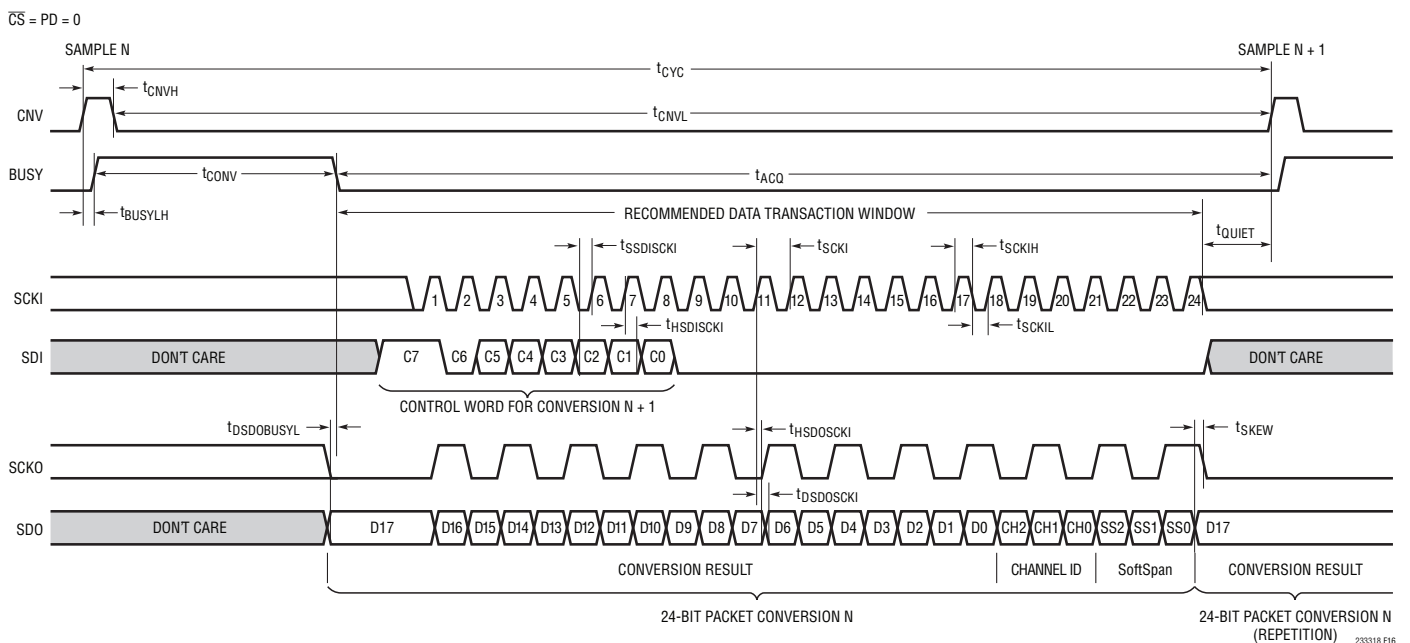 CS = PD = 0
SAMPLE N
SAMPLE N + 1
tCYC
tCNVH
CNV
tCNVL
BUSY
tCONV
tACQ
tBUSYLH
RECOMMENDED DATA TRANSACTION WINDOW
tQUIET
tSSDISCKI
tSCKI
tSCKIH
SCKI
1 2 3 4 5 6 7 8 9 10 11 12 13 14 15 16 17 18 19 20 21 22 23 24
tHSDISCKI
tSCKIL
SDI
DON'T CARE
C7 C6 C5 C4 C3 C2 C1 C0
DON'T CARE
CONTROL WORD FOR CONVERSION N + 1
tDSDOBUSYL
tHSDOSCKI
tSKEW
SCKO
tDSDOSCKI
SDO
DON'T CARE
D17 D16 D15 D14 D13 D12 D11 D10 D9 D8 D7 D6 D5 D4 D3 D2 D1 D0 CH2 CH1 CH0 SS2 SS1 SS0 D17
CONVERSION RESULT
CHANNEL ID
SoftSpan
CONVERSION RESULT
24-BIT PACKET CONVERSION N
24-BIT PACKET CONVERSION N
(REPETITION)
233318 F16